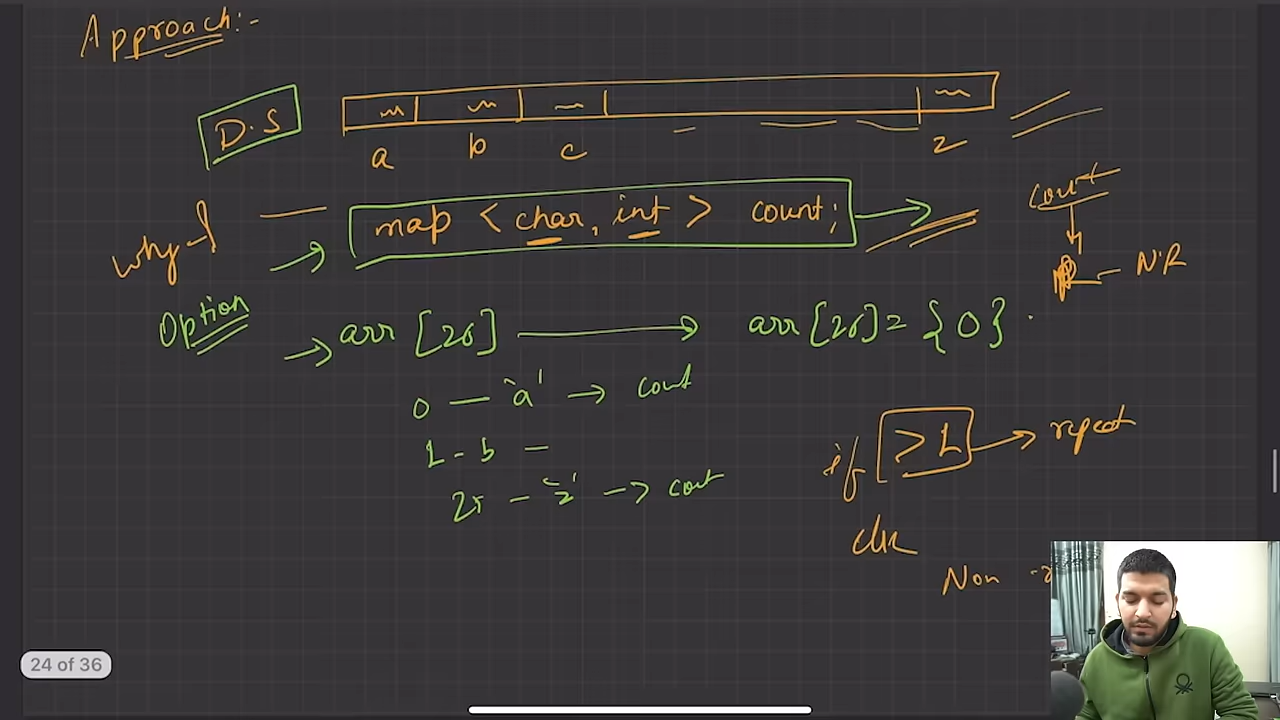 Approach:-
D.S
a b c - z
why -
map < char, int > count;
count
N.R
Option
arr [26] → arr [26] = {0}
0 — 'a' → count
1 - b -
25 - 'z' → count
if >1 → repeat
else
Non -
24 of 36